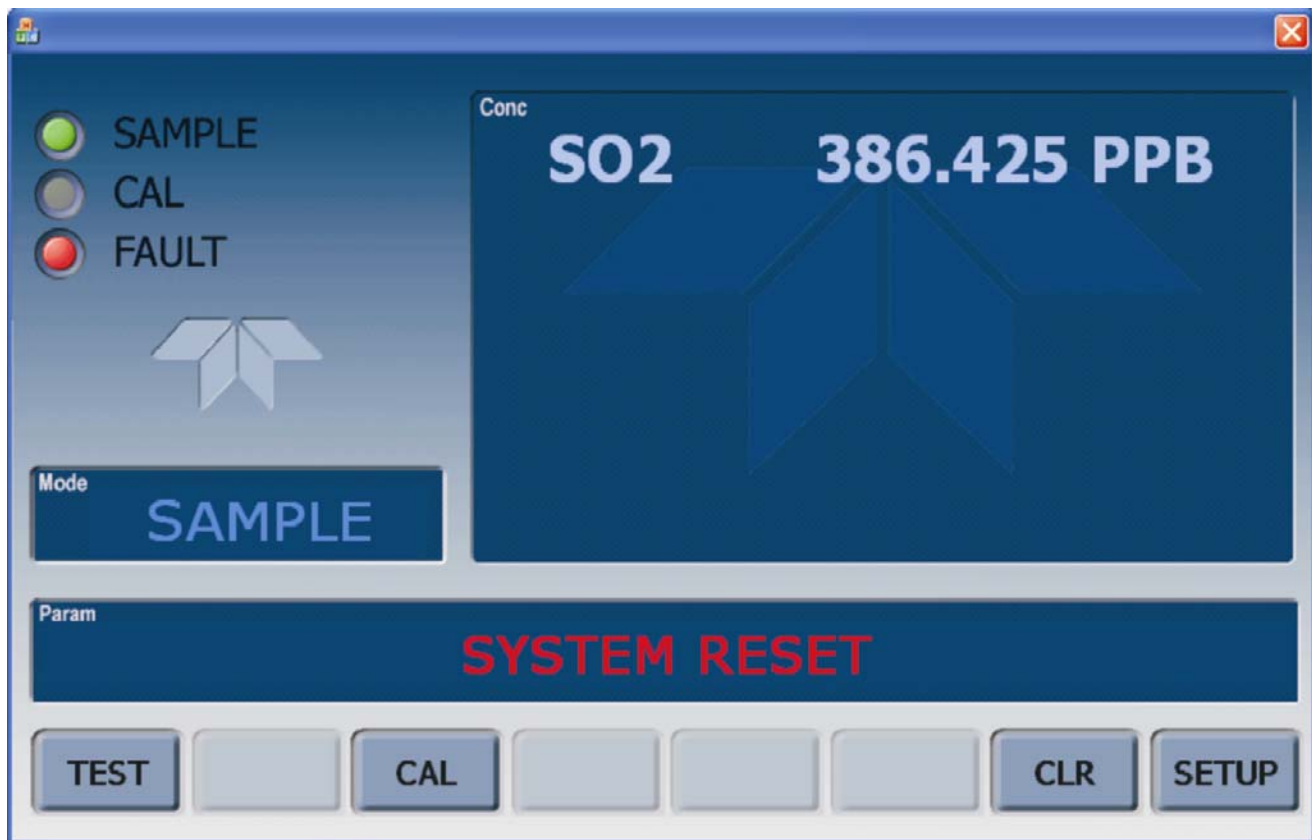 SAMPLE
CAL
FAULT
Conc
SO2 386.425 PPB
Mode
SAMPLE
Param
SYSTEM RESET
TEST CAL CLR SETUP